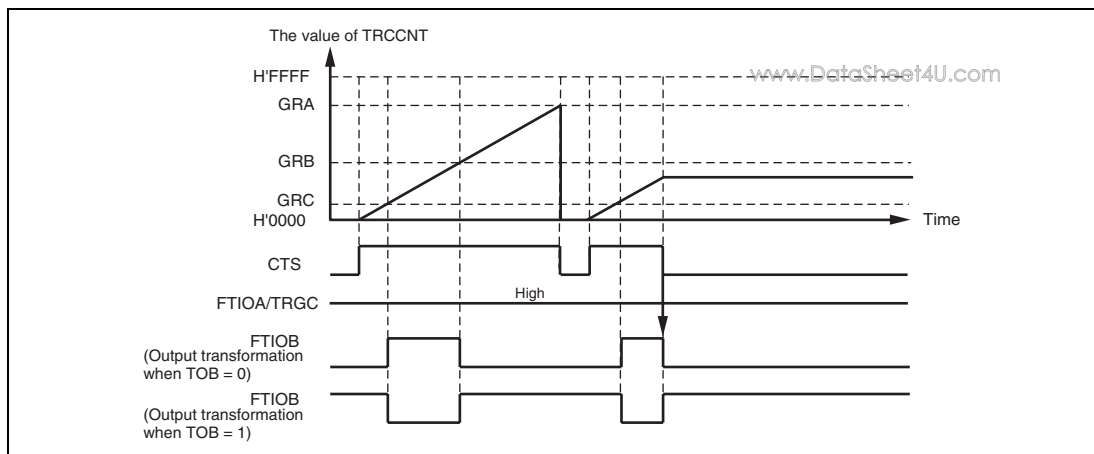 The value of TRCCNT
www.DataSheet4U.com
H'FFFF
GRA
GRB
GRC
H'0000
Time
CTS
High
FTIOA/TRGC
FTIOB
(Output transformation
when TOB = 0)
FTIOB
(Output transformation
when TOB = 1)